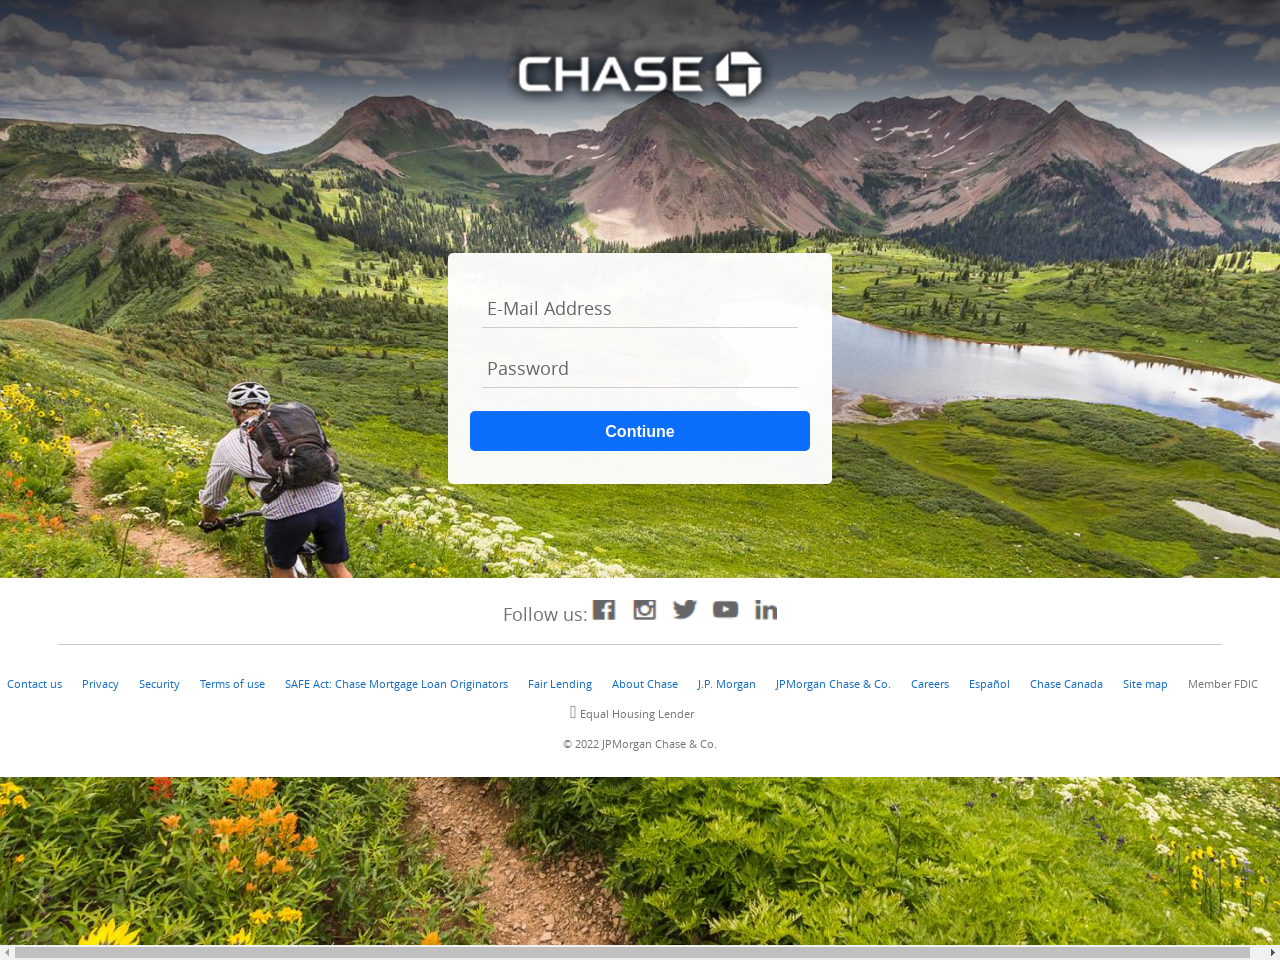 CHASE
E-Mail Address
Password
Contiune
Follow us:
Contact us Privacy Security Terms of use SAFE Act: Chase Mortgage Loan Originators Fair Lending About Chase J.P. Morgan JPMorgan Chase & Co. Careers Español Chase Canada Site map Member FDIC
Equal Housing Lender
© 2022 JPMorgan Chase & Co.